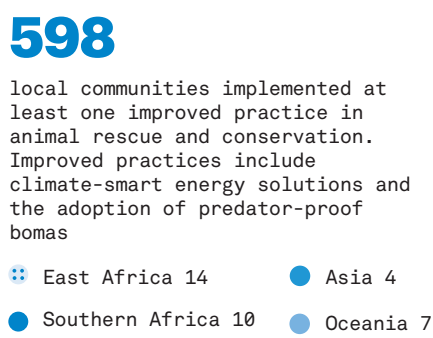 598
local communities implemented at
least one improved practice in
animal rescue and conservation.
Improved practices include
climate-smart energy solutions and
the adoption of predator-proof
bomas
East Africa 14
Asia 4
Southern Africa 10
Oceania 7